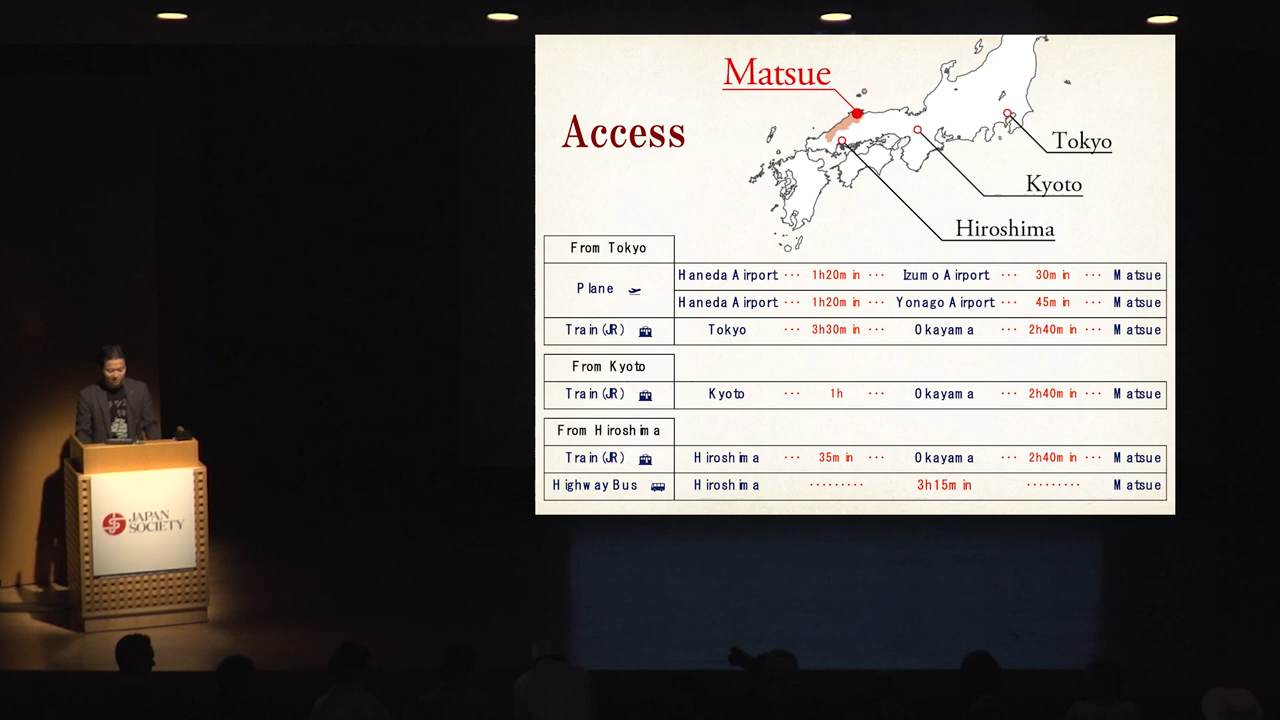 Matsue
Access
Tokyo
Kyoto
Hiroshima
From Tokyo
Plane Haneda Airport ··· 1h20min ··· Izumo Airport ··· 30min ··· Matsue
Haneda Airport ··· 1h20min ··· Yonago Airport ··· 45min ··· Matsue
Train(JR) Tokyo ··· 3h30min ··· Okayama ··· 2h40min ··· Matsue
From Kyoto
Train(JR) Kyoto ··· 1h ··· Okayama ··· 2h40min ··· Matsue
From Hiroshima
Train(JR) Hiroshima ··· 35min ··· Okayama ··· 2h40min ··· Matsue
Highway Bus Hiroshima ········· 3h15min ········· Matsue
JAPAN
SOCIETY